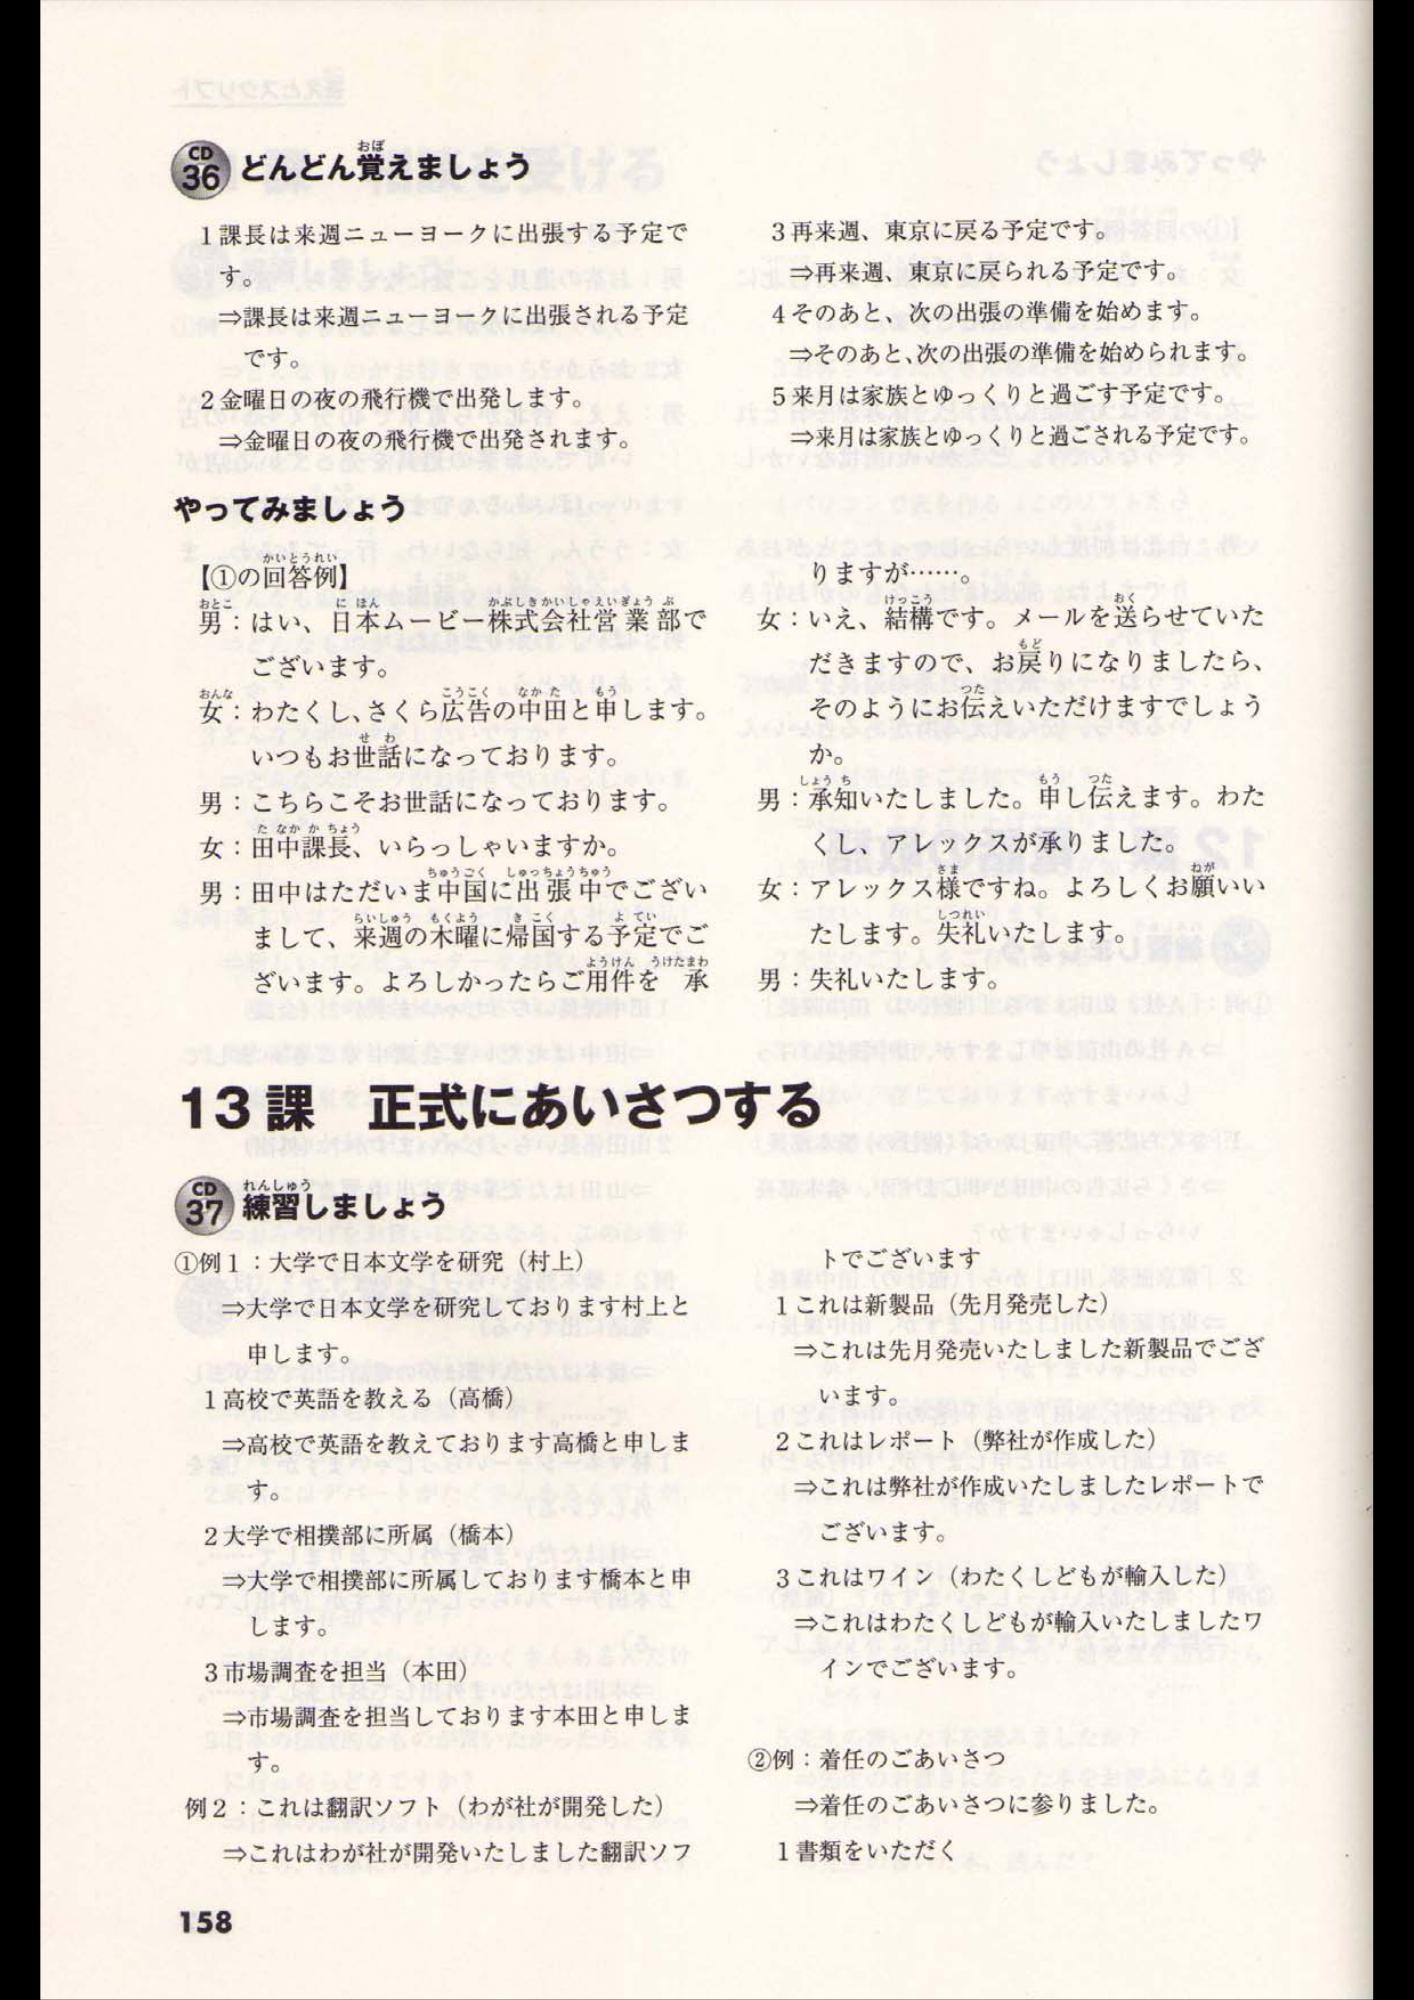 CD 36 どんどん覚えましょう
1課長は来週ニューヨークに出張する予定で
す。
⇒課長は来週ニューヨークに出張される予定
です。
2金曜日の夜の飛行機で出発します。
⇒金曜日の夜の飛行機で出発されます。
3再来週、東京に戻る予定です。
⇒再来週、東京に戻られる予定です。
4そのあと、次の出張の準備を始めます。
⇒そのあと、次の出張の準備を始められます。
5来月は家族とゆっくりと過ごす予定です。
⇒来月は家族とゆっくりと過ごされる予定です。
やってみましょう
【①の回答例】
男：はい、日本ムービー株式会社営業部で
ございます。
女：わたくし、さくら広告の中田と申します。
いつもお世話になっております。
男：こちらこそお世話になっております。
女：田中課長、いらっしゃいますか。
男：田中はただいま中国に出張中でござい
まして、来週の木曜に帰国する予定でご
ざいます。よろしかったらご用件を承
りますが……。
女：いえ、結構です。メールを送らせていた
だきますので、お戻りになりましたら、
そのようにお伝えいただけますでしょう
か。
男：承知いたしました。申し伝えます。わた
くし、アレックスが承りました。
女：アレックス様ですね。よろしくお願いい
たします。失礼いたします。
男：失礼いたします。
13課　正式にあいさつする
CD 37 練習しましょう
①例1：大学で日本文学を研究（村上）
⇒大学で日本文学を研究しております村上と
申します。
1高校で英語を教える（高橋）
⇒高校で英語を教えております高橋と申しま
す。
2大学で相撲部に所属（橋本）
⇒大学で相撲部に所属しております橋本と申
します。
3市場調査を担当（本田）
⇒市場調査を担当しております本田と申しま
す。
例2：これは翻訳ソフト（わが社が開発した）
⇒これはわが社が開発いたしました翻訳ソフ
トでございます
1これは新製品（先月発売した）
⇒これは先月発売いたしました新製品でござ
います。
2これはレポート（弊社が作成した）
⇒これは弊社が作成いたしましたレポートで
ございます。
3これはワイン（わたくしどもが輸入した）
⇒これはわたくしどもが輸入いたしましたワ
インでございます。
②例：着任のごあいさつ
⇒着任のごあいさつに参りました。
1書類をいただく
158